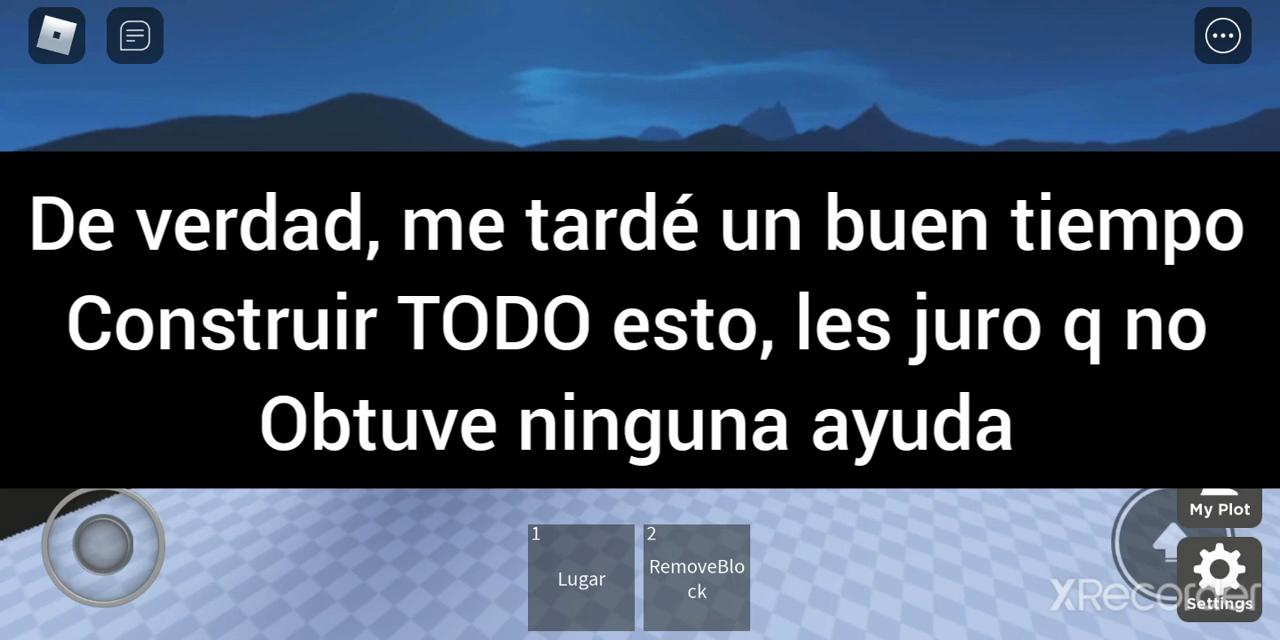 De verdad, me tardé un buen tiempo
Construir TODO esto, les juro q no
Obtuve ninguna ayuda
My Plot
1
Lugar
2
RemoveBlo
ck
XRecorder
Settings